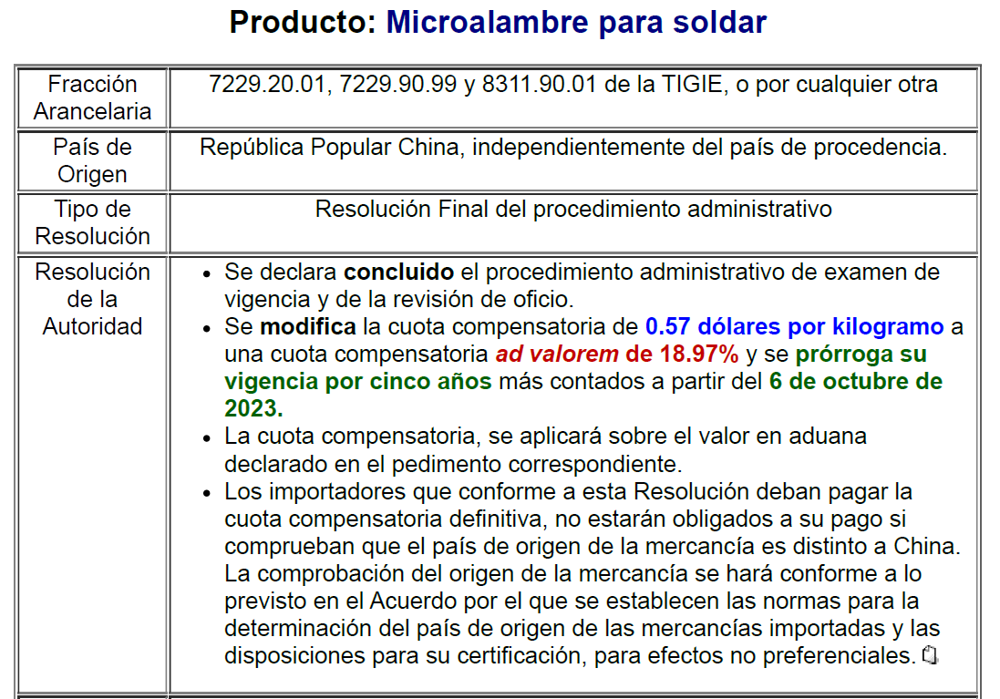 Producto: Microalambre para soldar
Fracción
Arancelaria
7229.20.01, 7229.90.99 y 8311.90.01 de la TIGIE, o por cualquier otra
País de
Origen
República Popular China, independientemente del país de procedencia.
Tipo de
Resolución
Resolución Final del procedimiento administrativo
Resolución
de la
Autoridad
• Se declara concluido el procedimiento administrativo de examen de
vigencia y de la revisión de oficio.
• Se modifica la cuota compensatoria de 0.57 dólares por kilogramo a
una cuota compensatoria ad valorem de 18.97% y se prórroga su
vigencia por cinco años más contados a partir del 6 de octubre de
2023.
• La cuota compensatoria, se aplicará sobre el valor en aduana
declarado en el pedimento correspondiente.
• Los importadores que conforme a esta Resolución deban pagar la
cuota compensatoria definitiva, no estarán obligados a su pago si
comprueban que el país de origen de la mercancía es distinto a China.
La comprobación del origen de la mercancía se hará conforme a lo
previsto en el Acuerdo por el que se establecen las normas para la
determinación del país de origen de las mercancías importadas y las
disposiciones para su certificación, para efectos no preferenciales.